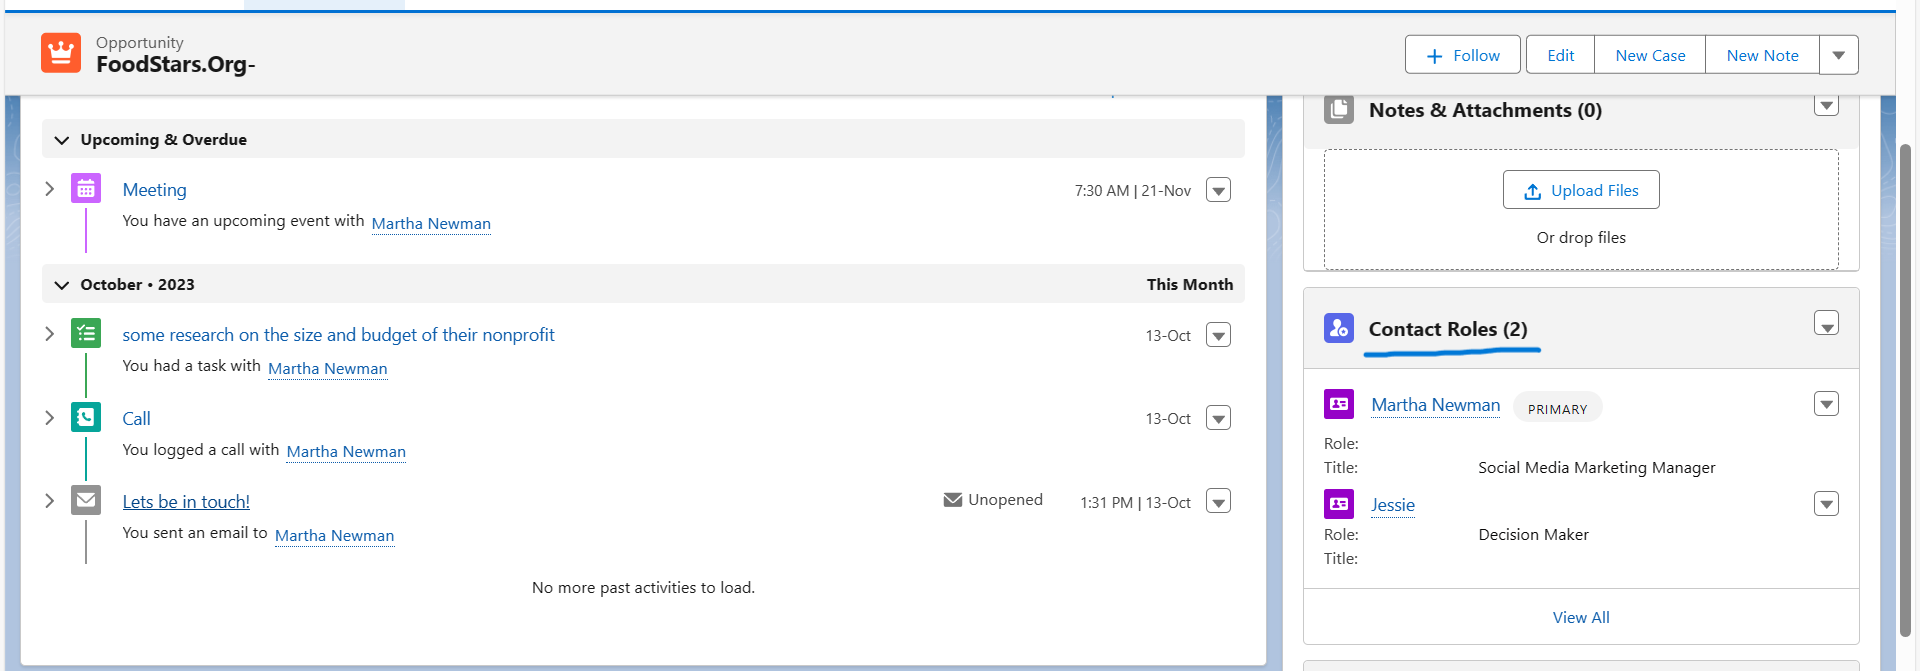 Opportunity
FoodStars.Org-
Follow
Edit
New Case
New Note
Upcoming & Overdue
Meeting
7:30 AM | 21-Nov
You have an upcoming event with Martha Newman
October • 2023
This Month
some research on the size and budget of their nonprofit
13-Oct
You had a task with Martha Newman
Call
13-Oct
You logged a call with Martha Newman
Lets be in touch!
Unopened
1:31 PM | 13-Oct
You sent an email to Martha Newman
No more past activities to load.
Notes & Attachments (0)
Upload Files
Or drop files
Contact Roles (2)
Martha Newman PRIMARY
Role:
Title: Social Media Marketing Manager
Jessie
Role: Decision Maker
Title:
View All